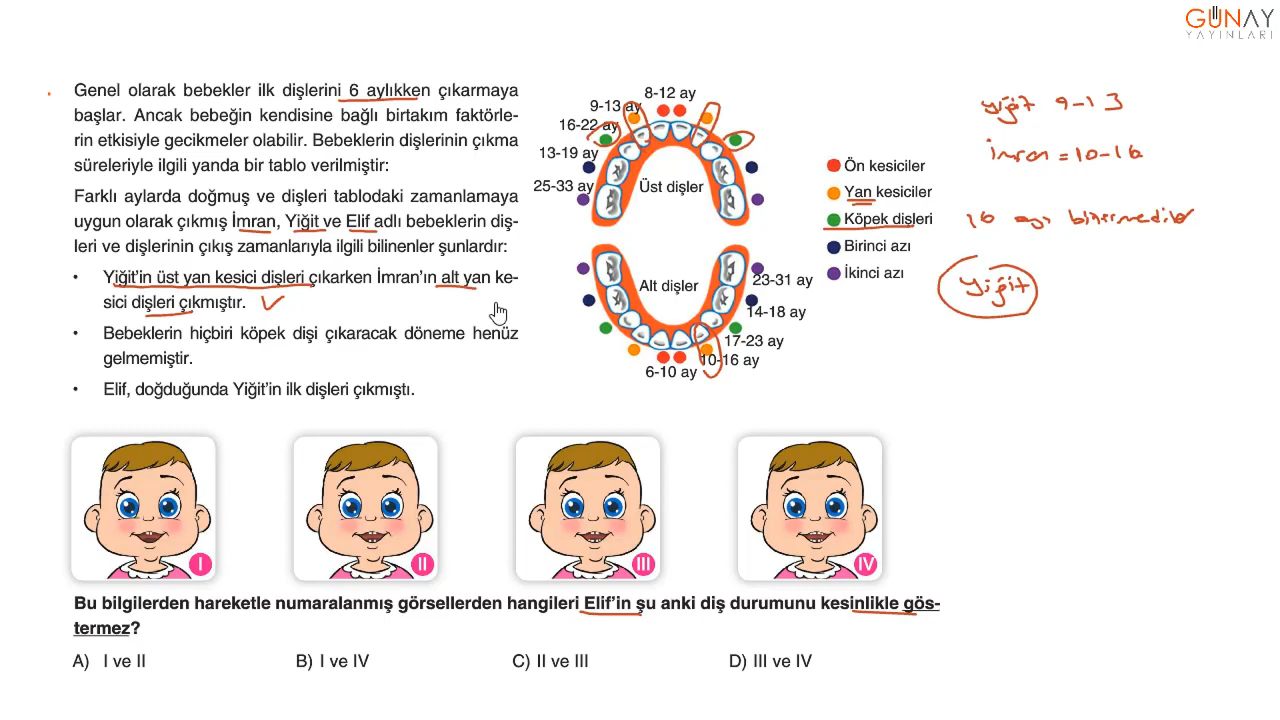 GÜNAY
YAYINLARI
Genel olarak bebekler ilk dişlerini 6 aylıkken çıkarmaya
başlar. Ancak bebeğin kendisine bağlı birtakım faktörle-
rin etkisiyle gecikmeler olabilir. Bebeklerin dişlerinin çıkma
süreleriyle ilgili yanda bir tablo verilmiştir:
Farklı aylarda doğmuş ve dişleri tablodaki zamanlamaya
uygun olarak çıkmış İmran, Yiğit ve Elif adlı bebeklerin diş-
leri ve dişlerinin çıkış zamanlarıyla ilgili bilinenler şunlardır:
• Yiğit'in üst yan kesici dişleri çıkarken İmran'ın alt yan ke-
sici dişleri çıkmıştır.
• Bebeklerin hiçbiri köpek dişi çıkaracak döneme henüz
gelmemiştir.
• Elif, doğduğunda Yiğit'in ilk dişleri çıkmıştı.
8-12 ay
9-13 ay
16-22 ay
13-19 ay
25-33 ay
Üst dişler
Alt dişler
23-31 ay
14-18 ay
17-23 ay
10-16 ay
6-10 ay
Ön kesiciler
Yan kesiciler
Köpek dişleri
Birinci azı
İkinci azı
Yiğit 9-13
imran = 10-16
16 ayı bitirmediler
Yiğit
I
II
III
IV
Bu bilgilerden hareketle numaralanmış görsellerden hangileri Elif'in şu anki diş durumunu kesinlikle gös-
termez?
A) I ve II
B) I ve IV
C) II ve III
D) III ve IV